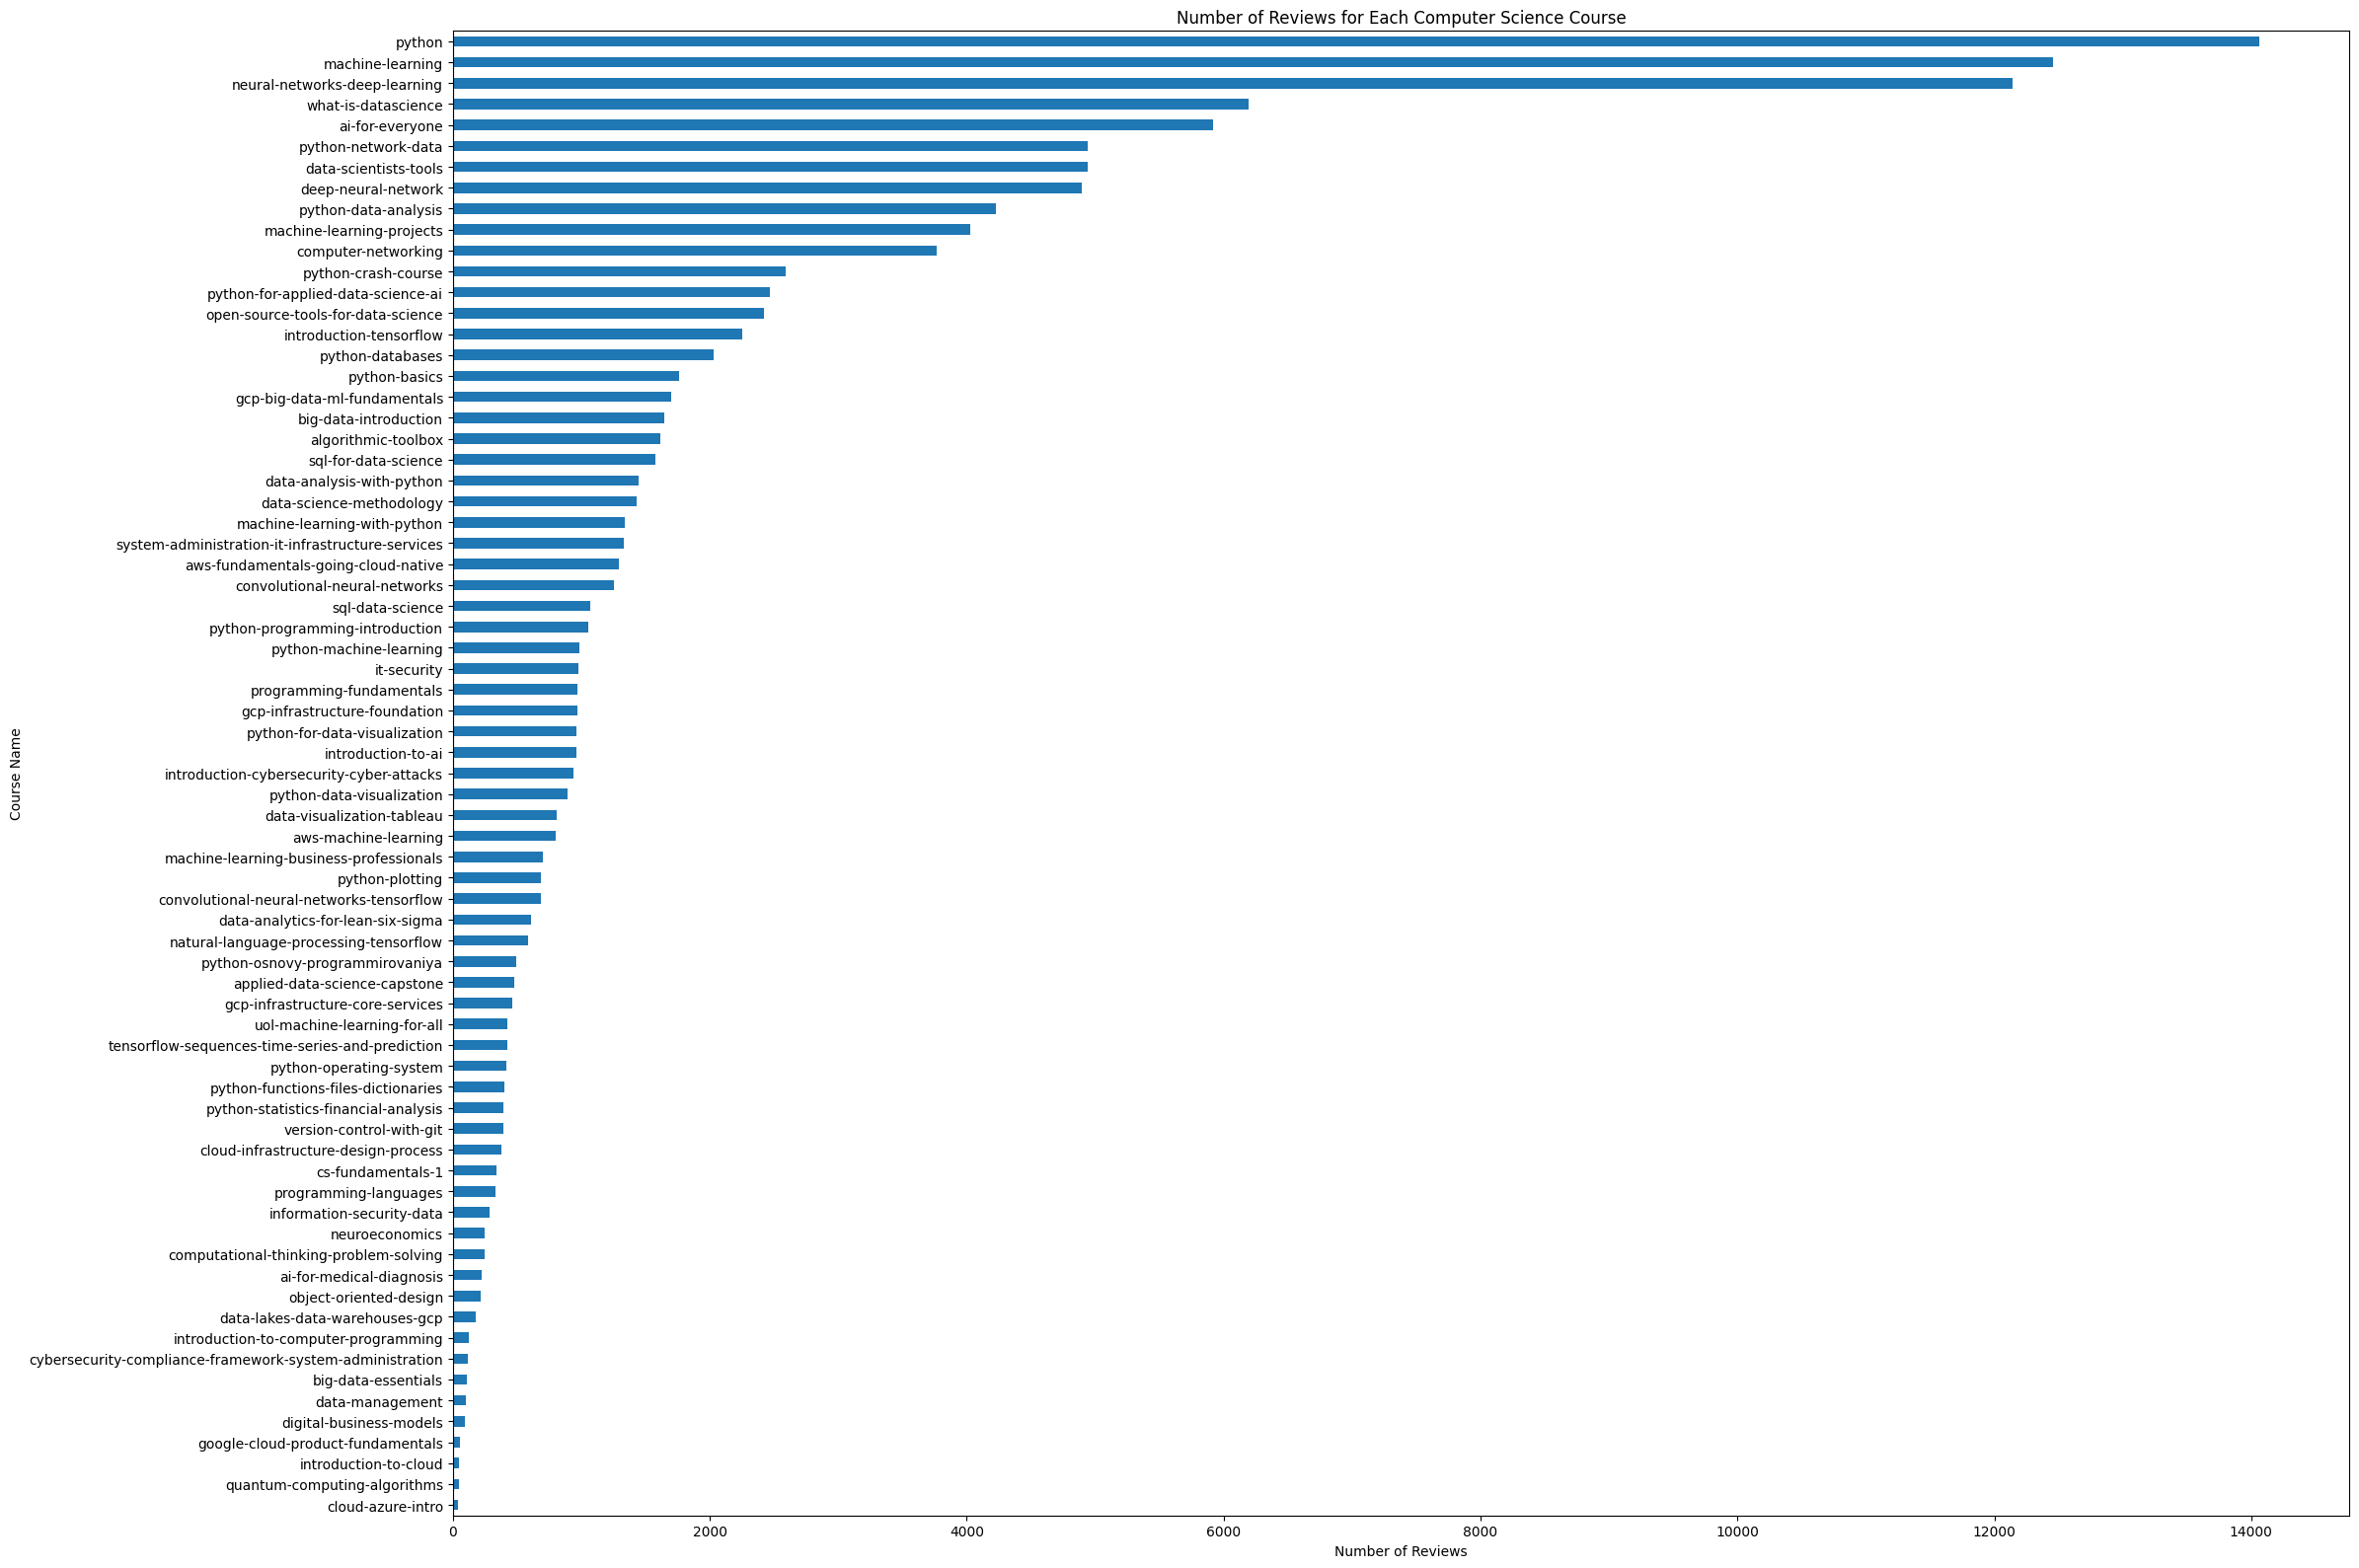 Number of Reviews for Each Computer Science Course
python
machine-learning
neural-networks-deep-learning
what-is-datascience
ai-for-everyone
python-network-data
data-scientists-tools
deep-neural-network
python-data-analysis
machine-learning-projects
computer-networking
python-crash-course
python-for-applied-data-science-ai
open-source-tools-for-data-science
introduction-tensorflow
python-databases
python-basics
gcp-big-data-ml-fundamentals
big-data-introduction
algorithmic-toolbox
sql-for-data-science
data-analysis-with-python
data-science-methodology
machine-learning-with-python
system-administration-it-infrastructure-services
aws-fundamentals-going-cloud-native
convolutional-neural-networks
sql-data-science
python-programming-introduction
python-machine-learning
it-security
programming-fundamentals
gcp-infrastructure-foundation
python-for-data-visualization
introduction-to-ai
introduction-cybersecurity-cyber-attacks
python-data-visualization
data-visualization-tableau
aws-machine-learning
machine-learning-business-professionals
python-plotting
convolutional-neural-networks-tensorflow
data-analytics-for-lean-six-sigma
natural-language-processing-tensorflow
python-osnovy-programmirovaniya
applied-data-science-capstone
gcp-infrastructure-core-services
uol-machine-learning-for-all
tensorflow-sequences-time-series-and-prediction
python-operating-system
python-functions-files-dictionaries
python-statistics-financial-analysis
version-control-with-git
cloud-infrastructure-design-process
cs-fundamentals-1
programming-languages
information-security-data
neuroeconomics
computational-thinking-problem-solving
ai-for-medical-diagnosis
object-oriented-design
data-lakes-data-warehouses-gcp
introduction-to-computer-programming
cybersecurity-compliance-framework-system-administration
big-data-essentials
data-management
digital-business-models
google-cloud-product-fundamentals
introduction-to-cloud
quantum-computing-algorithms
cloud-azure-intro
Course Name
0 2000 4000 6000 8000 10000 12000 14000
Number of Reviews